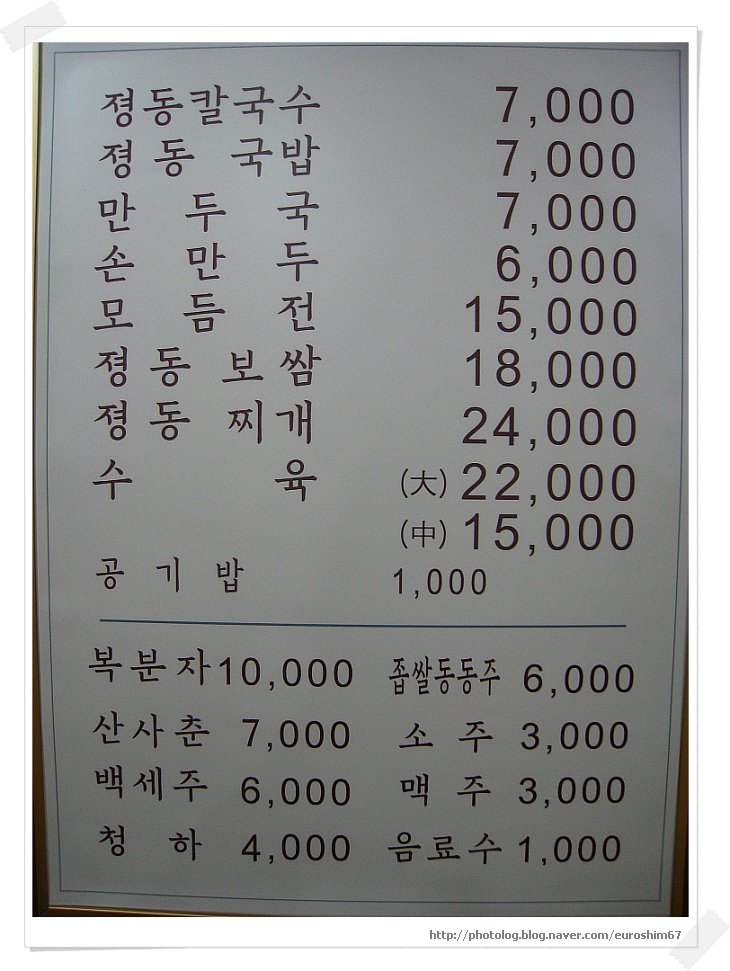 졍동칼국수 7,000
졍동 국밥 7,000
만두국 7,000
손만두 6,000
모듬전 15,000
졍동보쌈 18,000
졍동찌개 24,000
수육 (大) 22,000
(中) 15,000
공기밥 1,000
복분자 10,000 좁쌀동동주 6,000
산사춘 7,000 소주 3,000
백세주 6,000 맥주 3,000
청하 4,000 음료수 1,000
http://photolog.blog.naver.com/euroshim67